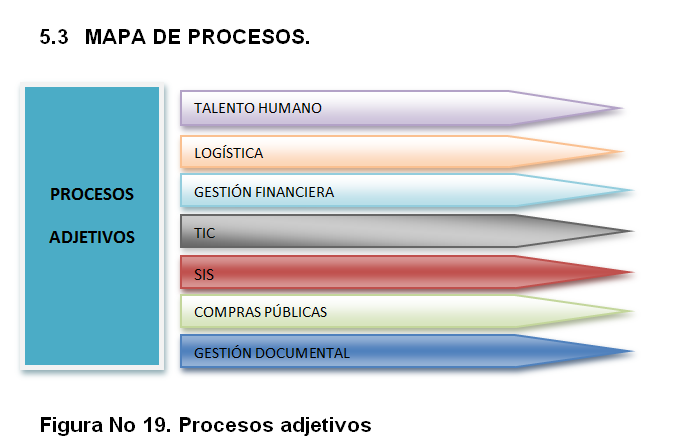 5.3 MAPA DE PROCESOS.
PROCESOS
ADJETIVOS
TALENTO HUMANO
LOGÍSTICA
GESTIÓN FINANCIERA
TIC
SIS
COMPRAS PÚBLICAS
GESTIÓN DOCUMENTAL
Figura No 19. Procesos adjetivos